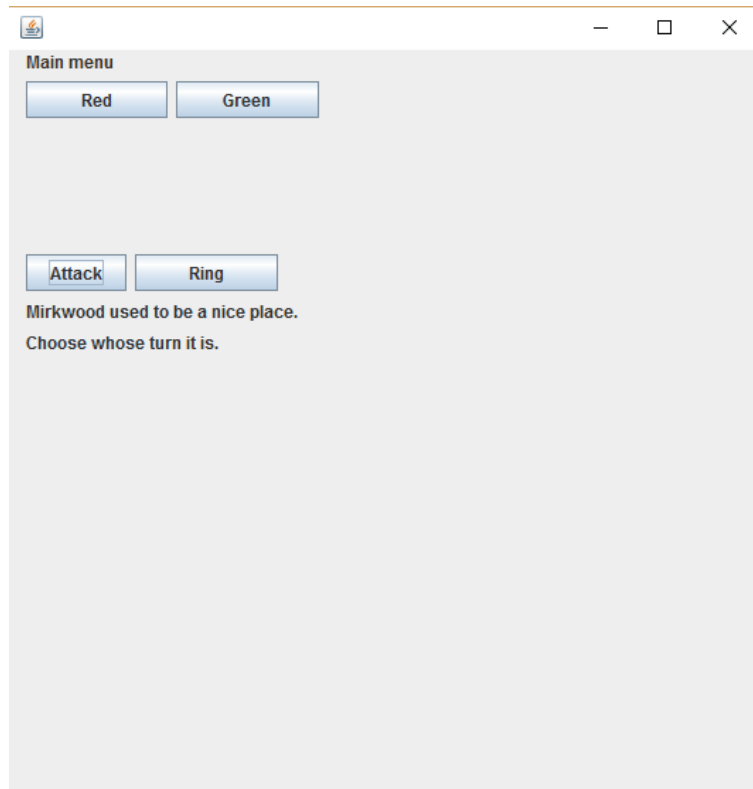 Main menu
Red Green
Attack Ring
Mirkwood used to be a nice place.
Choose whose turn it is.